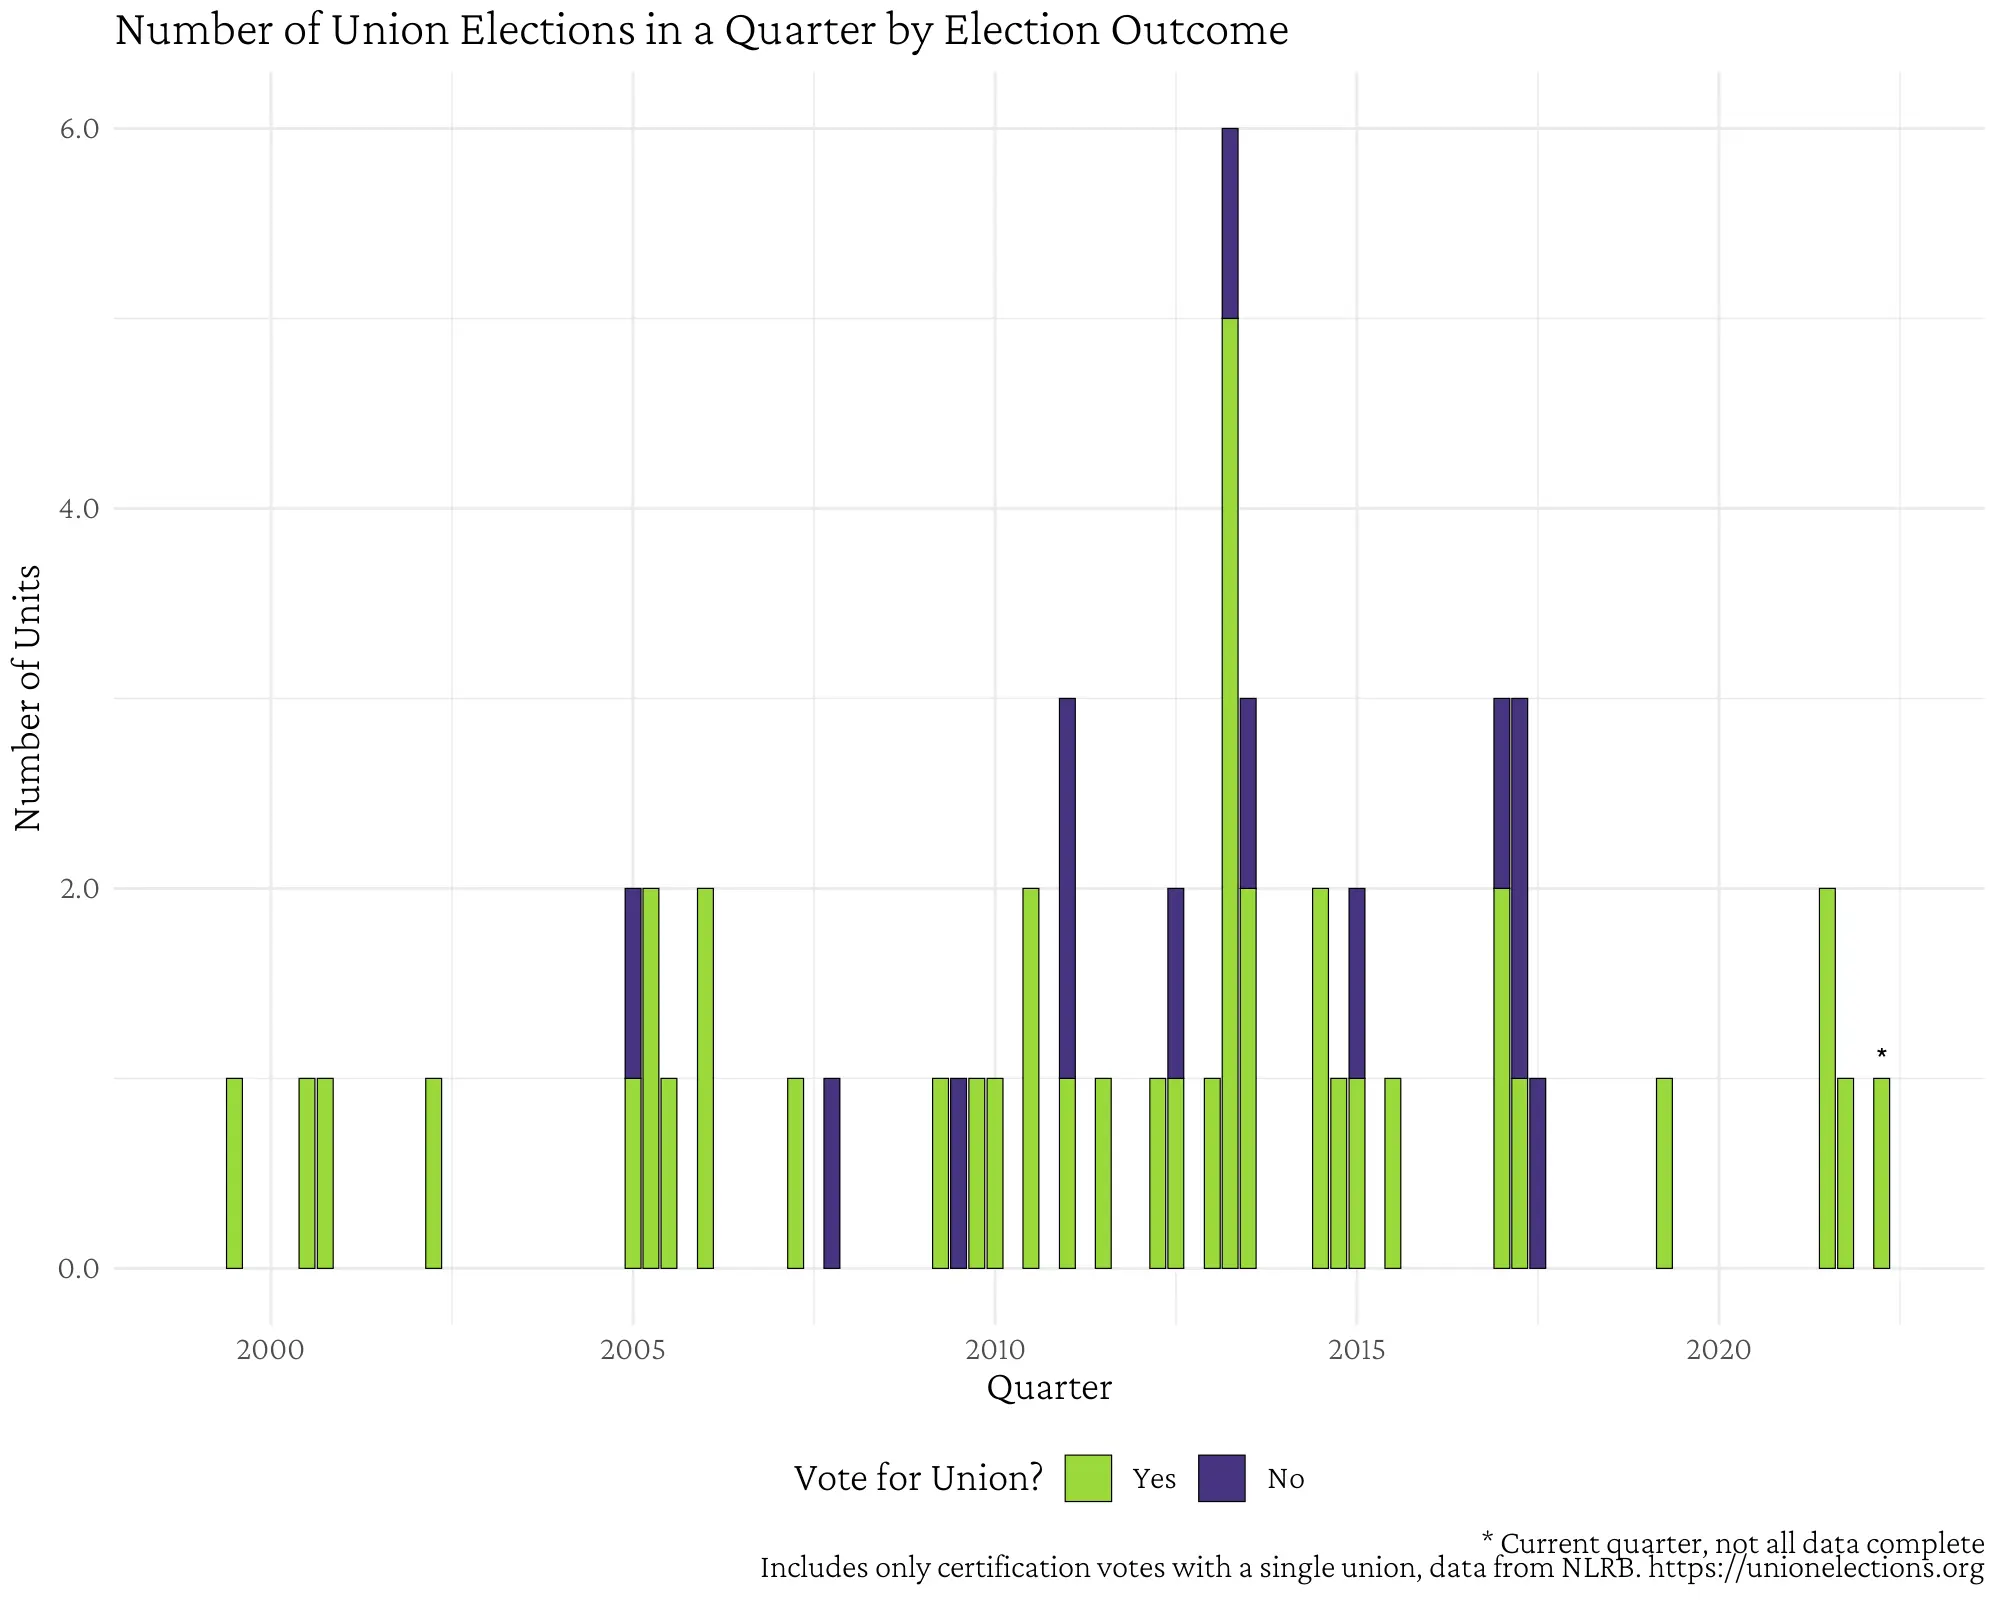 Number of Union Elections in a Quarter by Election Outcome
6.0
4.0
2.0
0.0
Number of Units
*
2000 2005 2010 2015 2020
Quarter
Vote for Union? Yes No
* Current quarter, not all data complete
Includes only certification votes with a single union, data from NLRB. https://unionelections.org